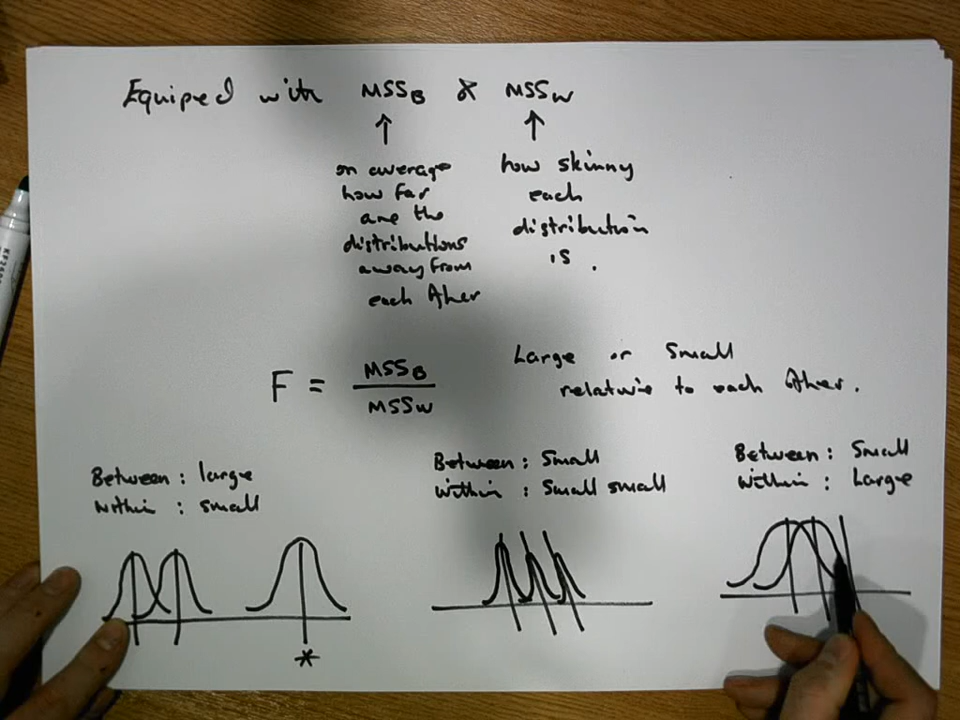 Equiped with MSSB & MSSW
on average
how far
are the
distributions
away from
each other
how skinny
each
distribution
is .
F = MSSB
MSSW
Large or Small
relative to each other.
Between : large
within : small
Between : Small
within : Small small
Between : Small
within : Large
*